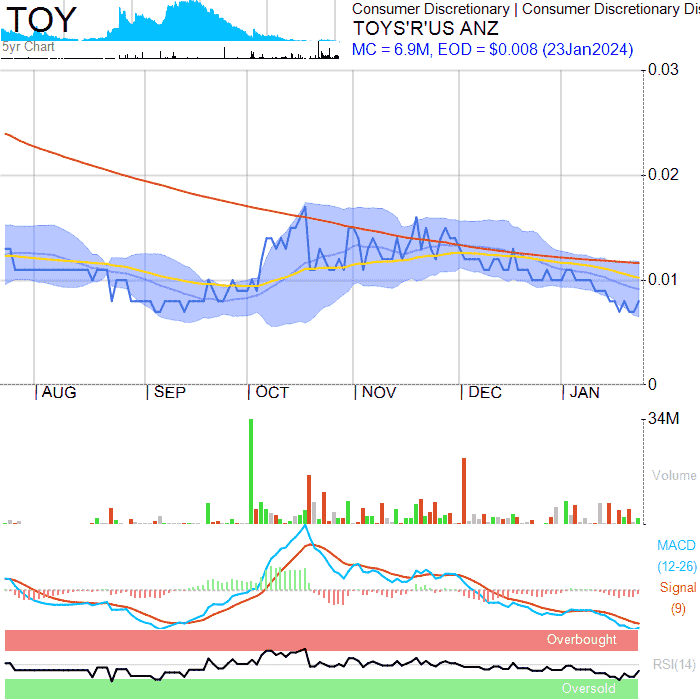 TOY
Consumer Discretionary | Consumer Discretionary Dis
TOYS'R'US ANZ
MC = 6.9M, EOD = $0.008 (23Jan2024)
5yr Chart
0.03
0.02
0.01
0
AUG SEP OCT NOV DEC JAN
34M
Volume
MACD
(12-26)
Signal
(9)
Overbought
RSI(14)
Oversold